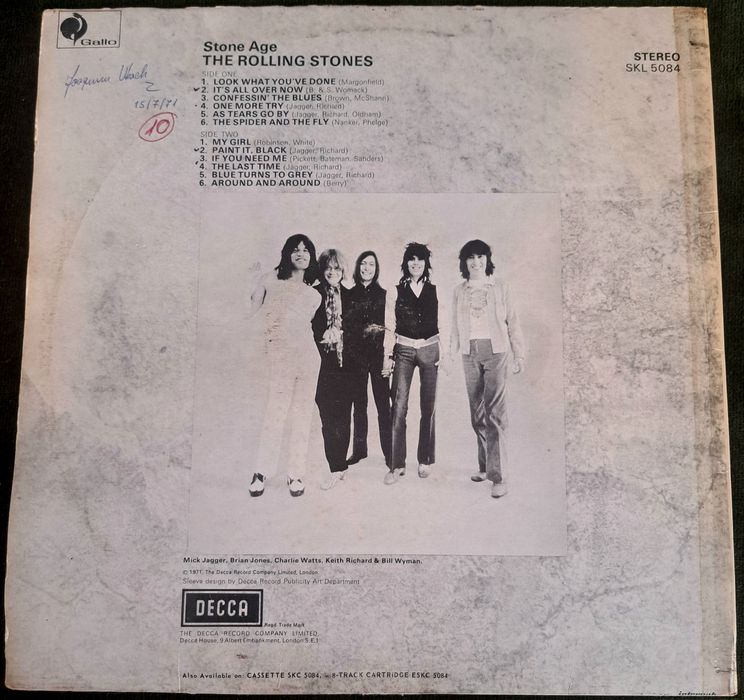 Gallo
Stone Age
THE ROLLING STONES
STEREO
SKL 5084
SIDE ONE
1. LOOK WHAT YOU'VE DONE (Morganfield)
2. IT'S ALL OVER NOW (B. & S. Womack)
3. CONFESSIN' THE BLUES (Brown, McShann)
4. ONE MORE TRY (Jagger, Richard)
5. AS TEARS GO BY (Jagger, Richard, Oldham)
6. THE SPIDER AND THE FLY (Nanker, Phelge)
Joaquim
15/7/71
10
SIDE TWO
1. MY GIRL (Robinson, White)
2. PAINT IT, BLACK (Jagger, Richard)
3. IF YOU NEED ME (Pickett, Bateman, Sanders)
4. THE LAST TIME (Jagger, Richard)
5. BLUE TURNS TO GREY (Jagger, Richard)
6. AROUND AND AROUND (Berry)
Mick Jagger, Brian Jones, Charlie Watts, Keith Richard & Bill Wyman.
© 1971, The Decca Record Company Limited, London.
Sleeve design by Decca Record Publicity Art Department
DECCA
Regd. Trade Mark
THE DECCA RECORD COMPANY LIMITED,
Decca House, 9 Albert Embankment, London S.E.1
Also Available on: CASSETTE SKC 5084, 8-TRACK CARTRIDGE ESKC 5084